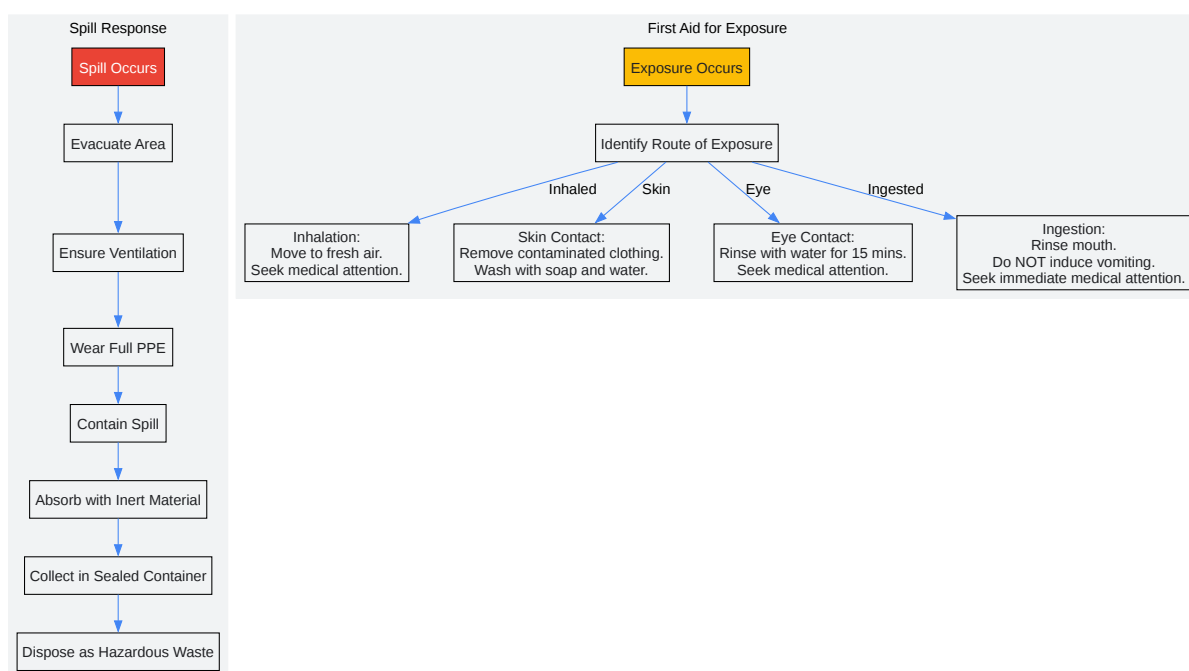 Spill Response
Spill Occurs
Evacuate Area
Ensure Ventilation
Wear Full PPE
Contain Spill
Absorb with Inert Material
Collect in Sealed Container
Dispose as Hazardous Waste
First Aid for Exposure
Exposure Occurs
Identify Route of Exposure
Inhaled
Skin
Eye
Ingested
Inhalation:
Move to fresh air.
Seek medical attention.
Skin Contact:
Remove contaminated clothing.
Wash with soap and water.
Eye Contact:
Rinse with water for 15 mins.
Seek medical attention.
Ingestion:
Rinse mouth.
Do NOT induce vomiting.
Seek immediate medical attention.